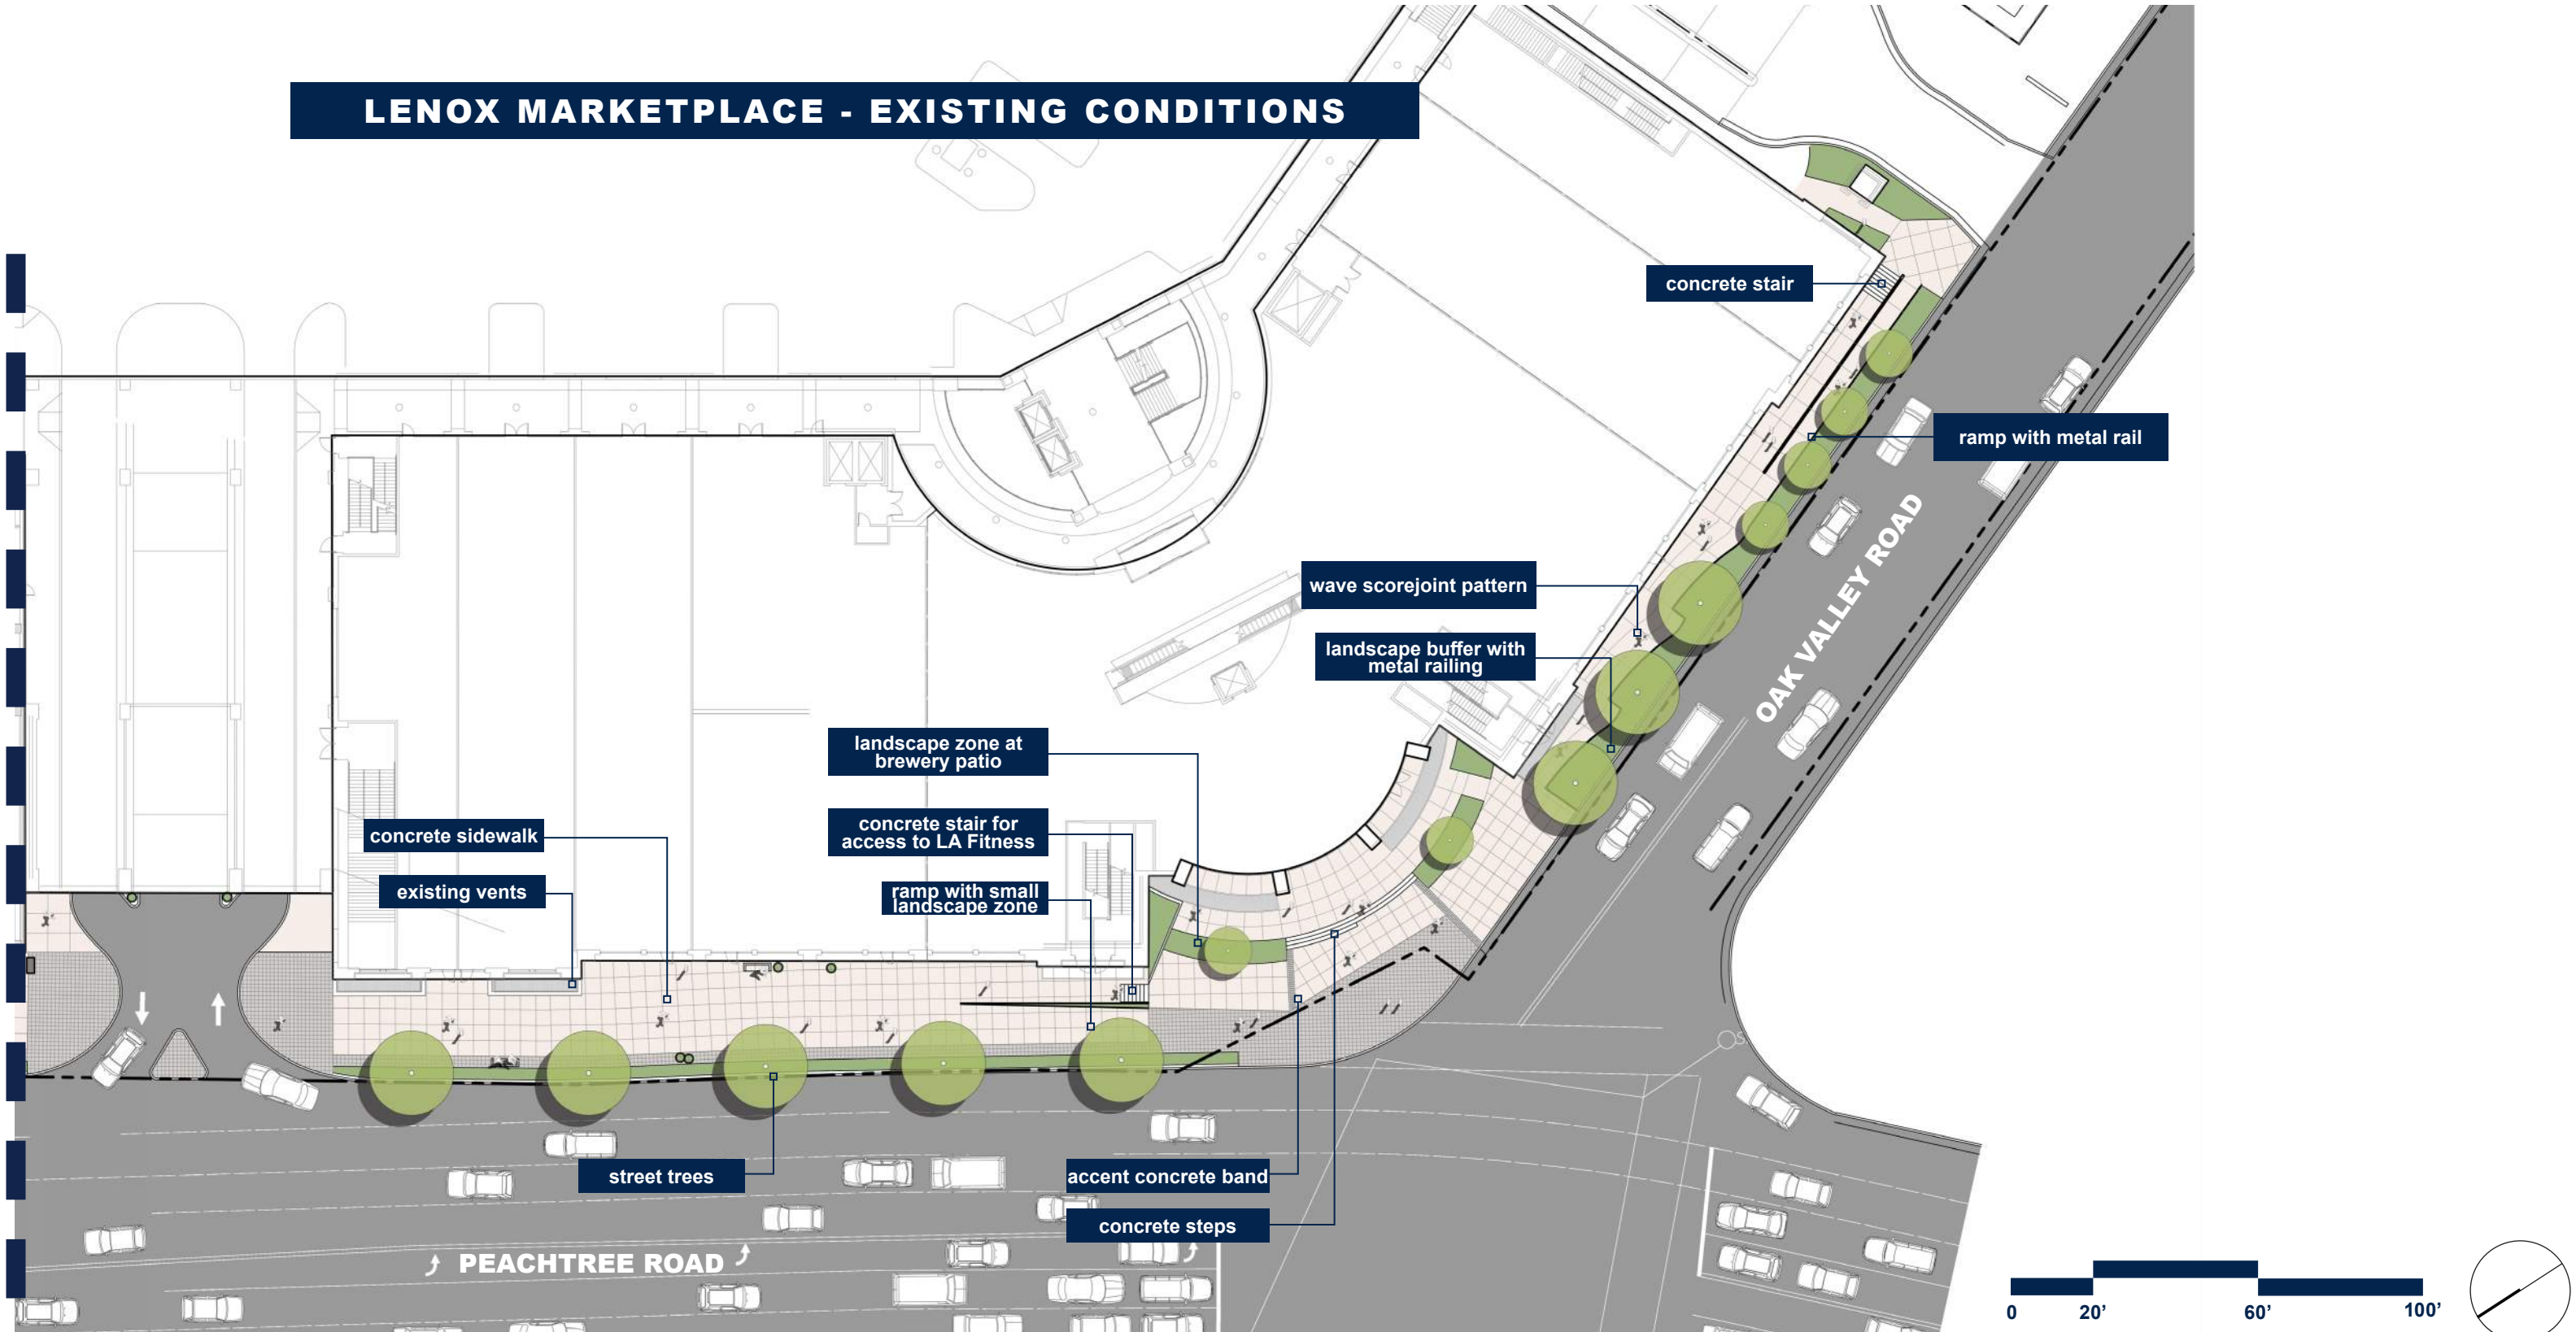 LENOX MARKETPLACE - EXISTING CONDITIONS
concrete stair
ramp with metal rail
wave scorejoint pattern
landscape buffer with
metal railing
OAK VALLEY ROAD
landscape zone at
brewery patio
concrete stair for
access to LA Fitness
ramp with small
landscape zone
concrete sidewalk
existing vents
street trees
accent concrete band
concrete steps
PEACHTREE ROAD
0 20’ 60’ 100’